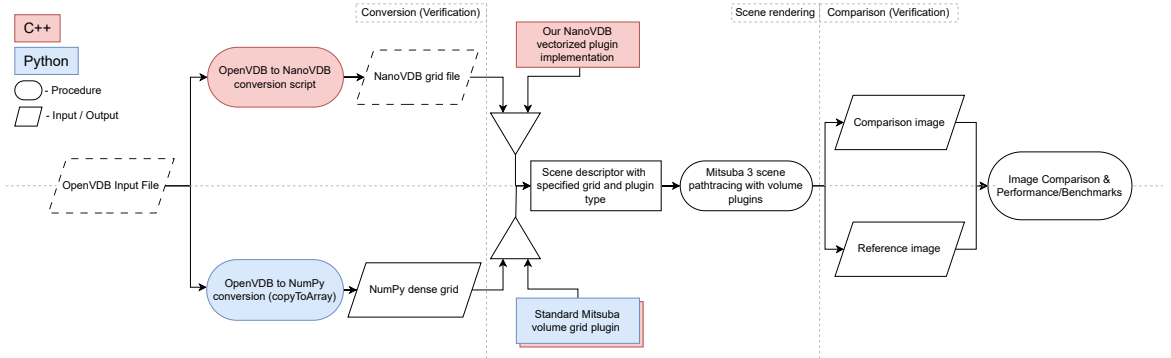 Conversion (Verification)
Scene rendering
Comparison (Verification)
C++
Python
- Procedure
- Input / Output
OpenVDB to NanoVDB
conversion script
NanoVDB grid file
Our NanoVDB
vectorized plugin
implementation
OpenVDB Input File
Scene descriptor with
specified grid and plugin
type
Mitsuba 3 scene
pathtracing with volume
plugins
Comparison image
Reference image
Image Comparison &
Performance/Benchmarks
OpenVDB to NumPy
conversion (copyToArray)
NumPy dense grid
Standard Mitsuba
volume grid plugin